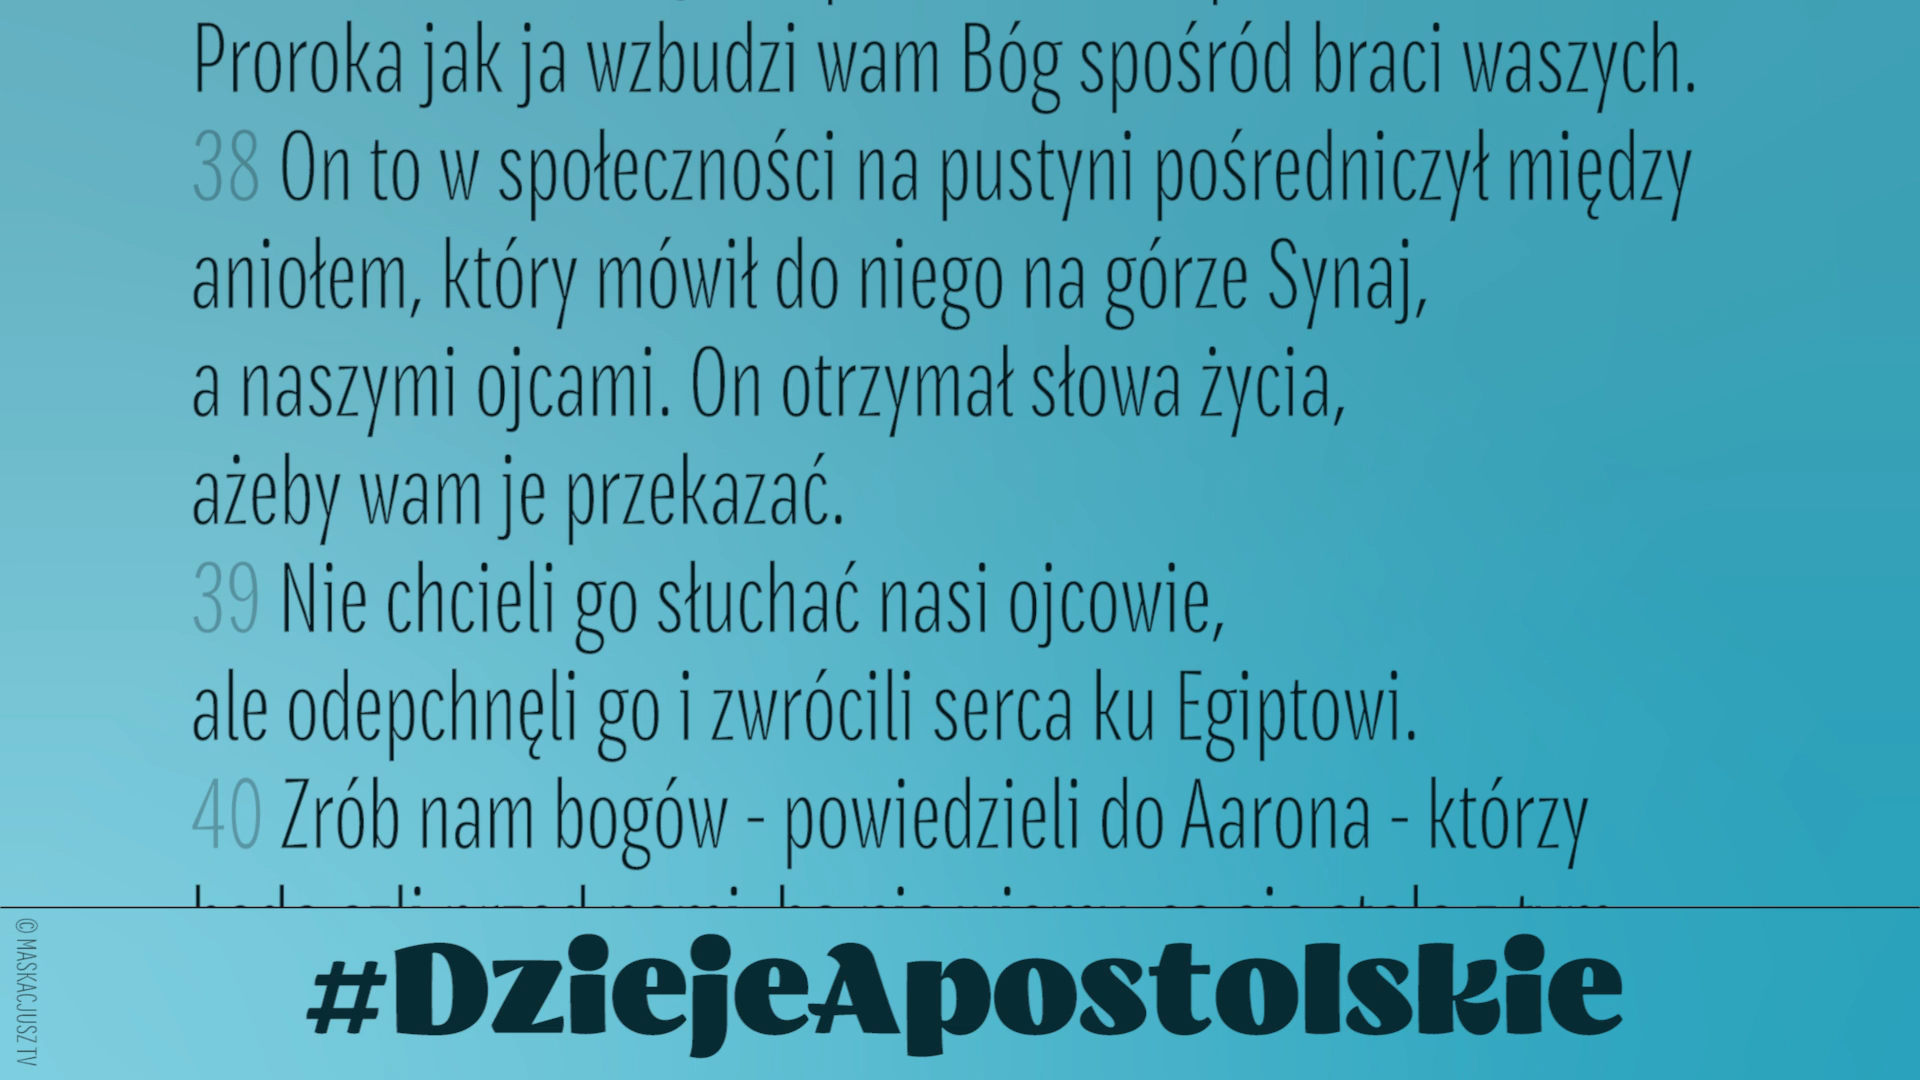 Proroka jak ja wzbudzi wam Bóg spośród braci waszych.
38 On to w społeczności na pustyni pośredniczył między
aniołem, który mówił do niego na górze Synaj,
a naszymi ojcami. On otrzymał słowa życia,
ażeby wam je przekazać.
39 Nie chcieli go słuchać nasi ojcowie,
ale odepchnęli go i zwrócili serca ku Egiptowi.
40 Zrób nam bogów - powiedzieli do Aarona - którzy
#DziejeApostolskie
© MASKACJUSZ TV